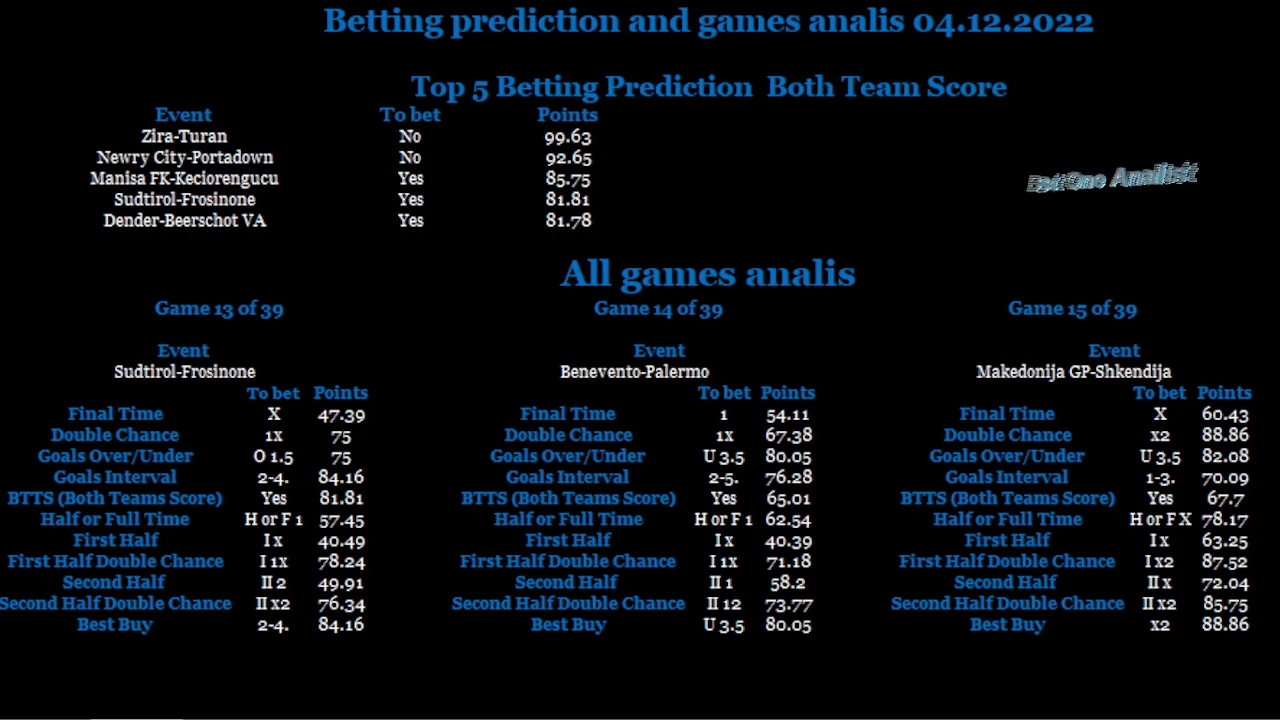 Betting prediction and games analis 04.12.2022
Top 5 Betting Prediction Both Team Score
Event To bet Points
Zira-Turan No 99.63
Newry City-Portadown No 92.65
Manisa FK-Keciorengucu Yes 85.75
Sudtirol-Frosinone Yes 81.81
Dender-Beerschot VA Yes 81.78
BetOne Analisit
All games analis
Game 13 of 39 Game 14 of 39 Game 15 of 39
Event Event Event
Sudtirol-Frosinone Benevento-Palermo Makedonija GP-Shkendija
To bet Points To bet Points To bet Points
Final Time X 47.39 Final Time 1 54.11 Final Time X 60.43
Double Chance 1x 75 Double Chance 1x 67.38 Double Chance x2 88.86
Goals Over/Under O 1.5 75 Goals Over/Under U 3.5 80.05 Goals Over/Under U 3.5 82.08
Goals Interval 2-4. 84.16 Goals Interval 2-5. 76.28 Goals Interval 1-3. 70.09
BTTS (Both Teams Score) Yes 81.81 BTTS (Both Teams Score) Yes 65.01 BTTS (Both Teams Score) Yes 67.7
Half or Full Time H or F 1 57.45 Half or Full Time H or F 1 62.54 Half or Full Time H or F X 78.17
First Half I x 40.49 First Half I x 40.39 First Half I x 63.25
First Half Double Chance I 1x 78.24 First Half Double Chance I 1x 71.18 First Half Double Chance I x2 87.52
Second Half II 2 49.91 Second Half II 1 58.2 Second Half II x 72.04
Second Half Double Chance II x2 76.34 Second Half Double Chance II 12 73.77 Second Half Double Chance II x2 85.75
Best Buy 2-4. 84.16 Best Buy U 3.5 80.05 Best Buy x2 88.86